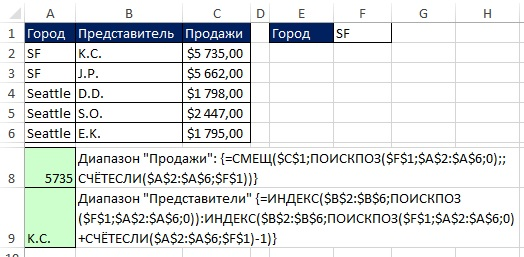 A B C D E F G H
1 Город Представитель Продажи Город SF
2 SF K.C. $5 735,00
3 SF J.P. $5 662,00
4 Seattle D.D. $1 798,00
5 Seattle S.O. $2 447,00
6 Seattle E.K. $1 795,00
Диапазон "Продажи": {=СМЕЩ($C$1;ПОИСКПОЗ($F$1;$A$2:$A$6;0);;
8 5735 СЧЁТЕСЛИ($A$2:$A$6;$F$1))}
Диапазон "Представители" {=ИНДЕКС($B$2:$B$6;ПОИСКПОЗ
($F$1;$A$2:$A$6;0)):ИНДЕКС($B$2:$B$6;ПОИСКПОЗ($F$1;$A$2:$A$6;0)
9 K.C. +СЧЁТЕСЛИ($A$2:$A$6;$F$1)-1)}
10